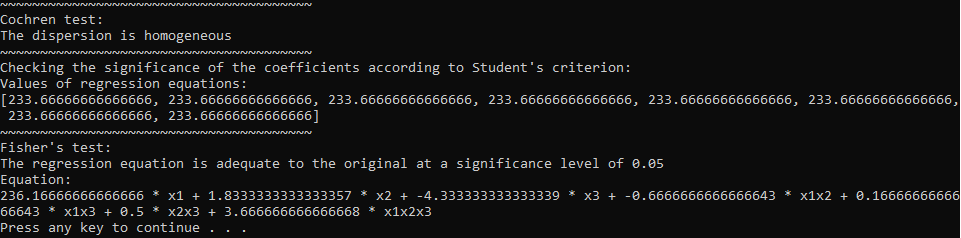 ~~~~~~~~~~~~~~~~~~~~~~~~~~~~~~~~~~~~~~~
Cochren test:
The dispersion is homogeneous
~~~~~~~~~~~~~~~~~~~~~~~~~~~~~~~~~~~~~~~
Checking the significance of the coefficients according to Student's criterion:
Values of regression equations:
[233.66666666666666, 233.66666666666666, 233.66666666666666, 233.66666666666666, 233.66666666666666, 233.66666666666666,
 233.66666666666666, 233.66666666666666]
~~~~~~~~~~~~~~~~~~~~~~~~~~~~~~~~~~~~~~~
Fisher's test:
The regression equation is adequate to the original at a significance level of 0.05
Equation:
236.16666666666666 * x1 + 1.8333333333333357 * x2 + -4.333333333333339 * x3 + -0.6666666666666643 * x1x2 + 0.16666666666
66643 * x1x3 + 0.5 * x2x3 + 3.666666666666668 * x1x2x3
Press any key to continue . . .